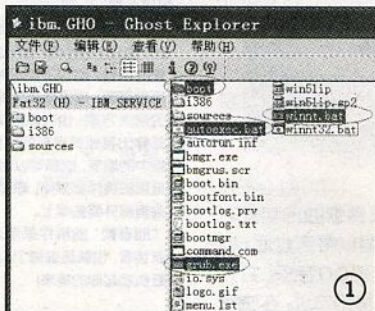 ibm.GHO - Ghost Explorer
文件(F) 编辑(E) 查看(V) 帮助(H)
\ibm.GHO
Fat32 (H) - IBM_SERVICE
boot
i386
sources
boot
i386
sources
autoexec.bat
autorun.inf
bmgr.exe
bmgrus.scr
boot.bin
bootfont.bin
bootlog.prv
bootlog.txt
bootmgr
command.com
grub.exe
io.sys
logo.gif
menu.lst
win51ip
win51ip.sp2
winnt.bat
winnt32.bat
①